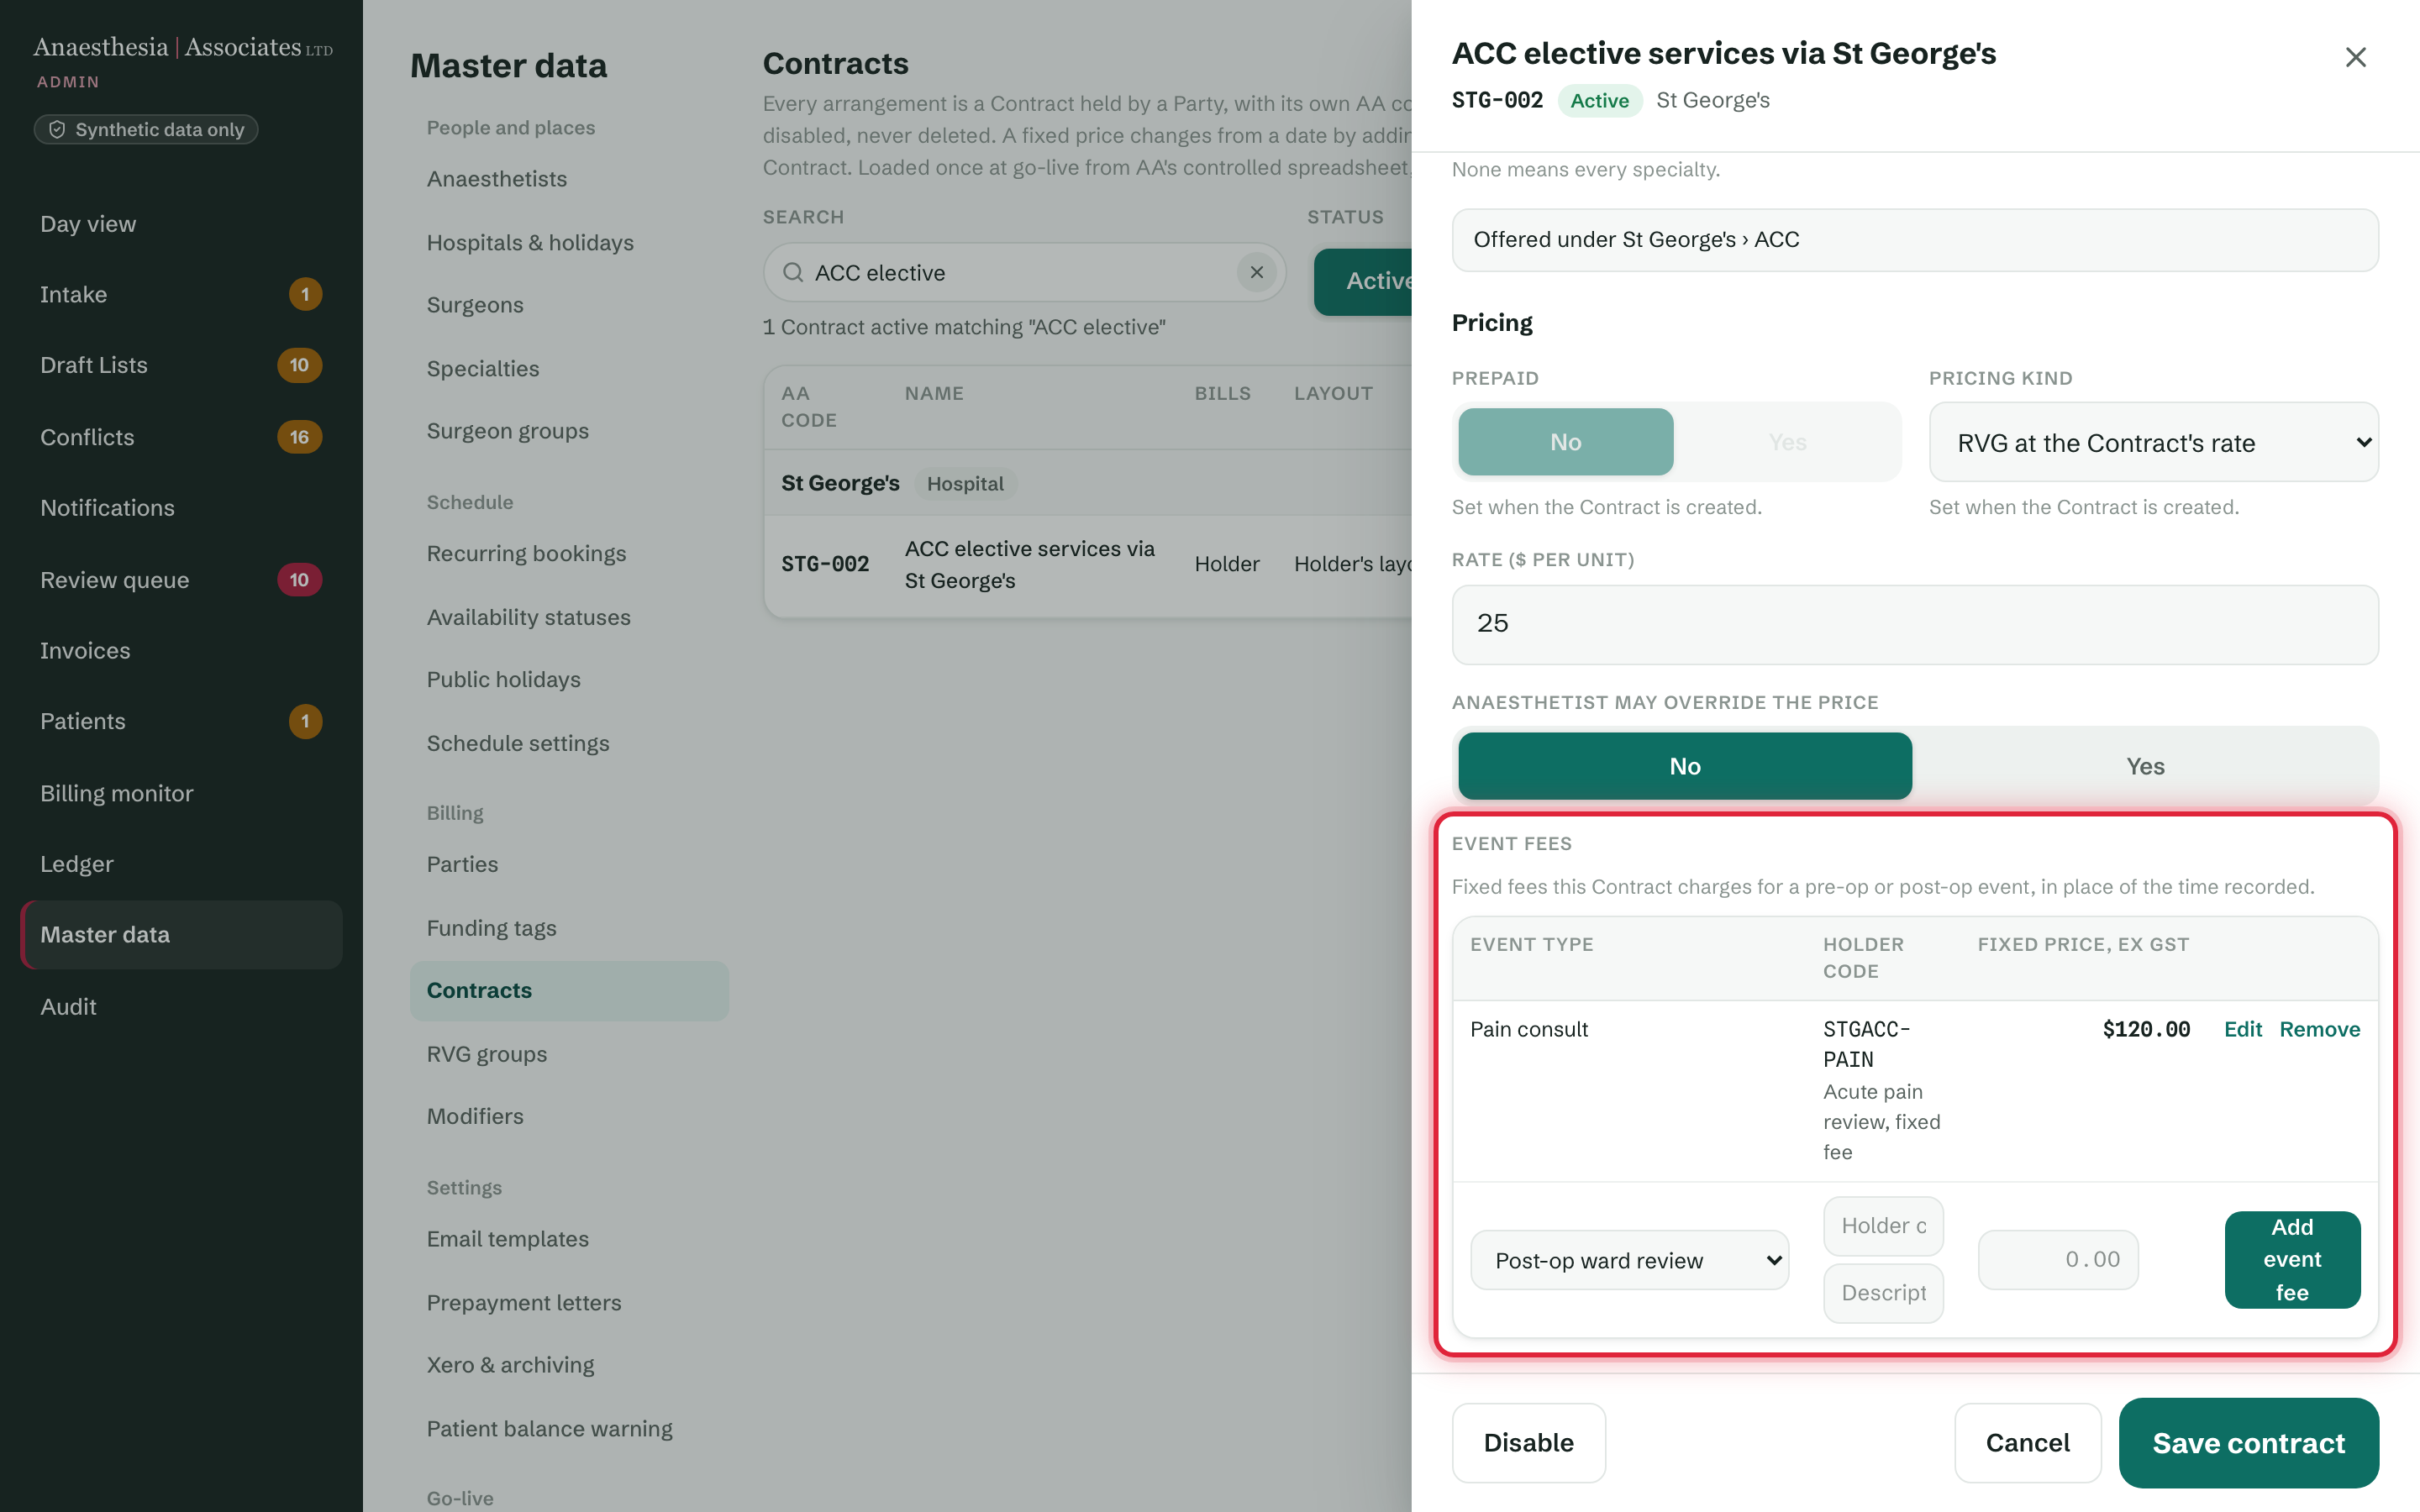 Anaesthesia | Associates LTD
ADMIN
Synthetic data only
Day view
Intake 1
Draft Lists 10
Conflicts 16
Notifications
Review queue 10
Invoices
Patients 1
Billing monitor
Ledger
Master data
Audit
Master data
People and places
Anaesthetists
Hospitals & holidays
Surgeons
Specialties
Surgeon groups
Schedule
Recurring bookings
Availability statuses
Public holidays
Schedule settings
Billing
Parties
Funding tags
Contracts
RVG groups
Modifiers
Settings
Email templates
Prepayment letters
Xero & archiving
Patient balance warning
Go-live
Contracts
Every arrangement is a Contract held by a Party, with its own AA co
disabled, never deleted. A fixed price changes from a date by addin
Contract. Loaded once at go-live from AA's controlled spreadsheet,
SEARCH
STATUS
ACC elective
Active
1 Contract active matching "ACC elective"
AA CODE NAME BILLS LAYOUT
St George's Hospital
STG-002 ACC elective services via St George's Holder Holder's layo
ACC elective services via St George's
STG-002 Active St George's
None means every specialty.
Offered under St George's › ACC
Pricing
PREPAID
No Yes
Set when the Contract is created.
PRICING KIND
RVG at the Contract's rate
Set when the Contract is created.
RATE ($ PER UNIT)
25
ANAESTHETIST MAY OVERRIDE THE PRICE
No Yes
EVENT FEES
Fixed fees this Contract charges for a pre-op or post-op event, in place of the time recorded.
EVENT TYPE HOLDER CODE FIXED PRICE, EX GST
Pain consult STGACC-PAIN $120.00 Edit Remove
Acute pain review, fixed fee
Post-op ward review
Holder c
Descript
0.00
Add event fee
Disable Cancel Save contract